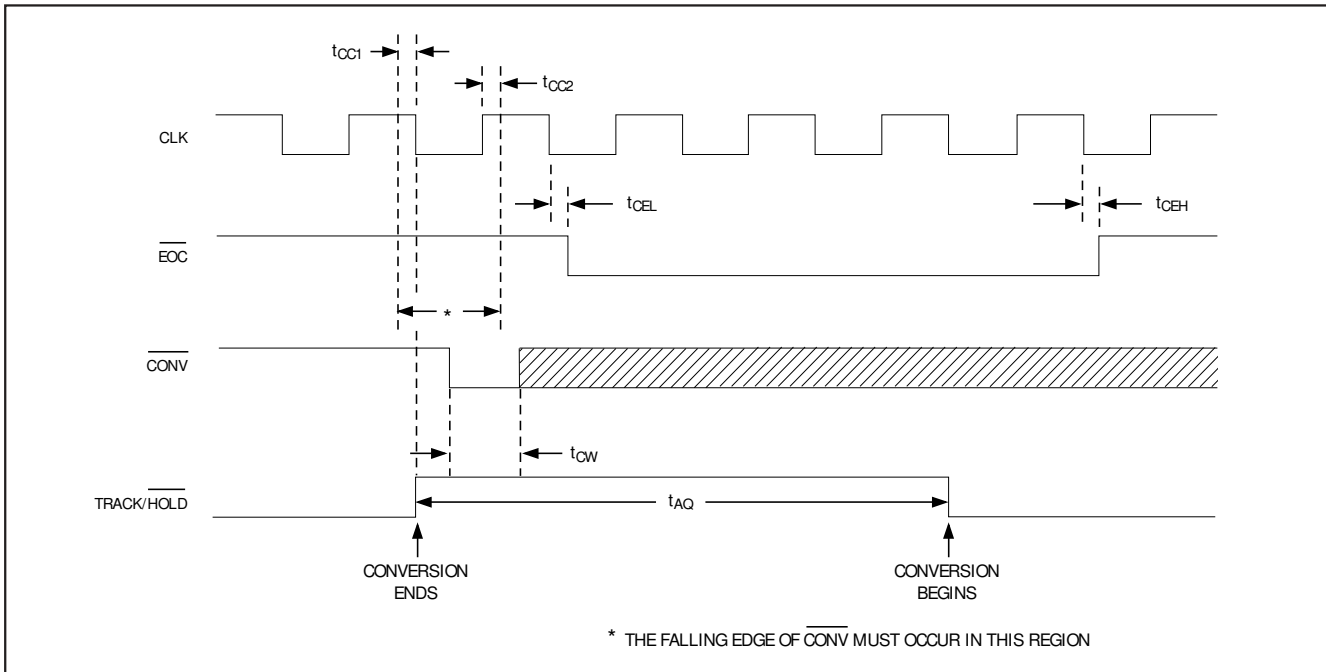 tCC1
tCC2
CLK
tCEL
tCEH
EOC
*
CONV
tCW
TRACK/HOLD
tAQ
CONVERSION
ENDS
CONVERSION
BEGINS
* THE FALLING EDGE OF CONV MUST OCCUR IN THIS REGION